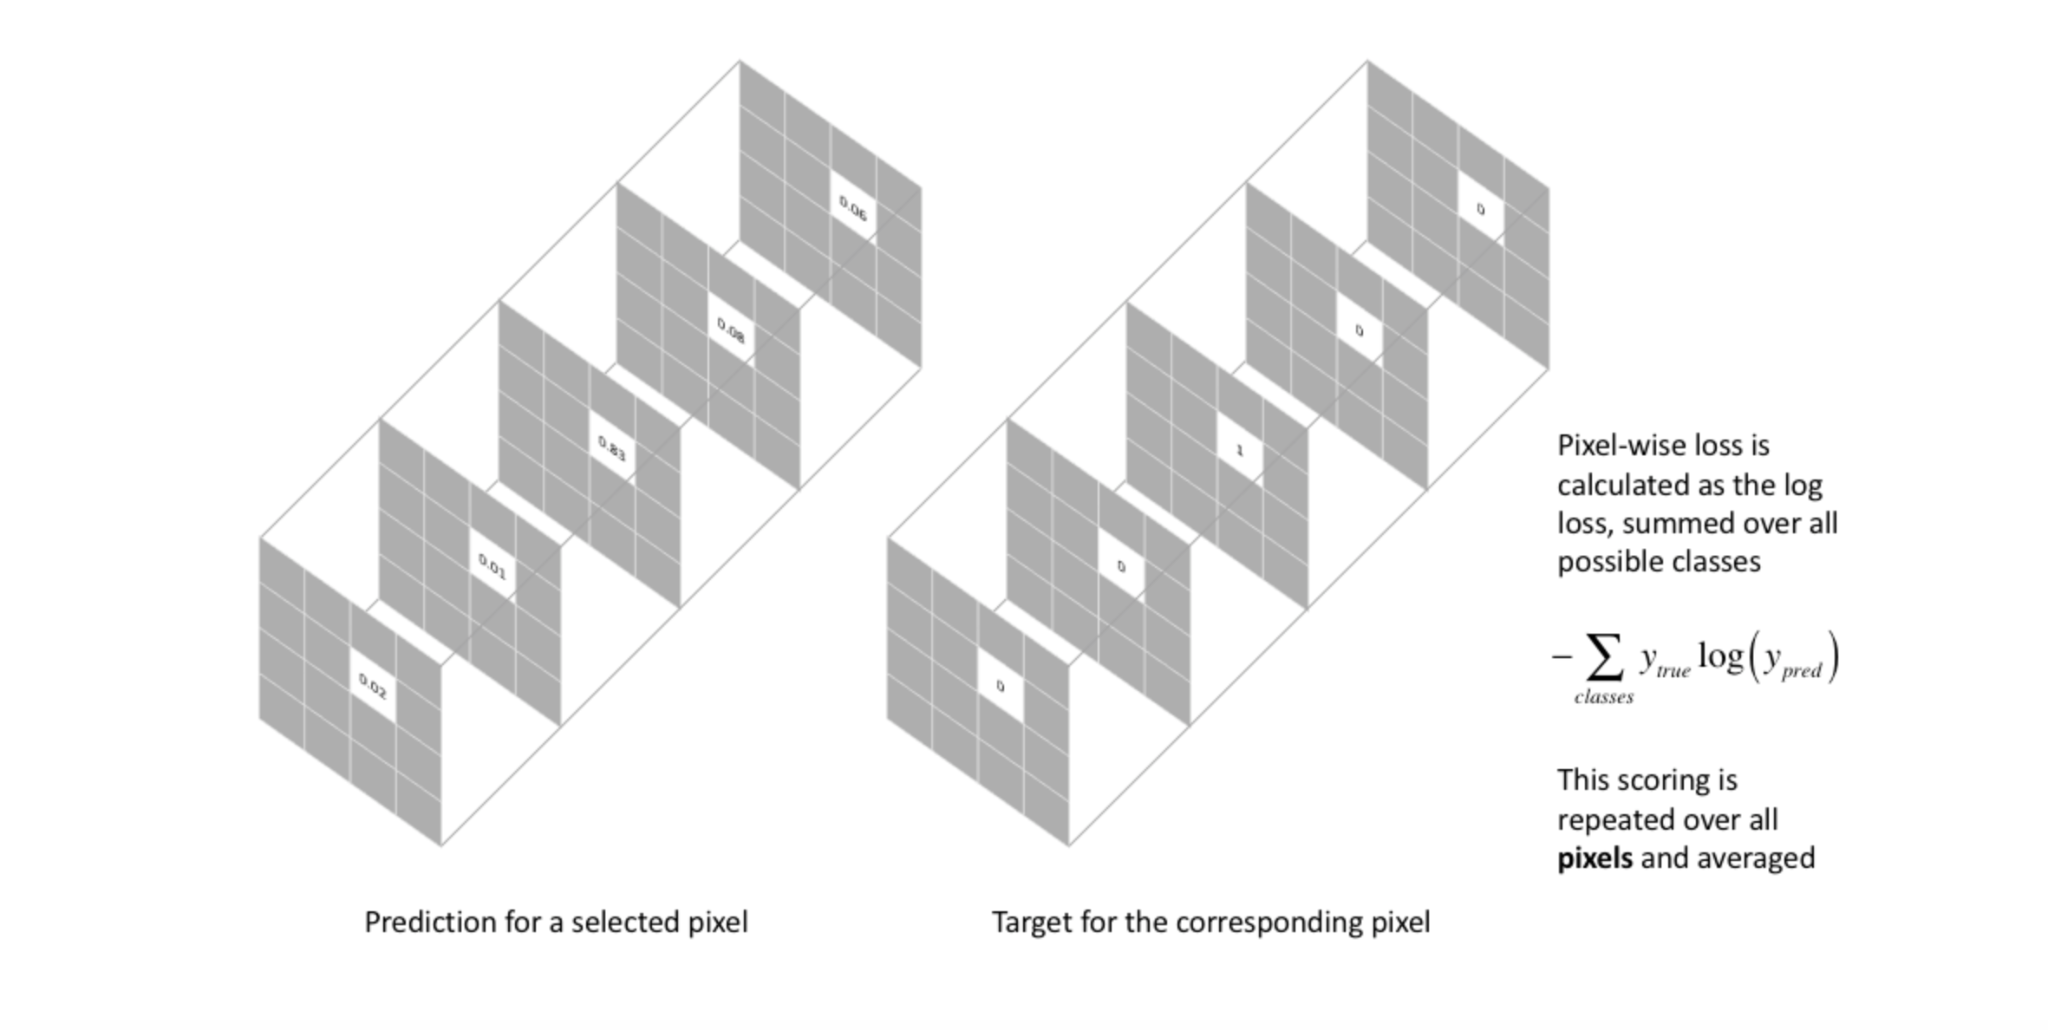 0.06
0.08
0.83
0.01
0.02
0
0
1
0
0
Pixel-wise loss is
calculated as the log
loss, summed over all
possible classes
− ∑ y_true log(y_pred)
classes
This scoring is
repeated over all
pixels and averaged
Prediction for a selected pixel
Target for the corresponding pixel